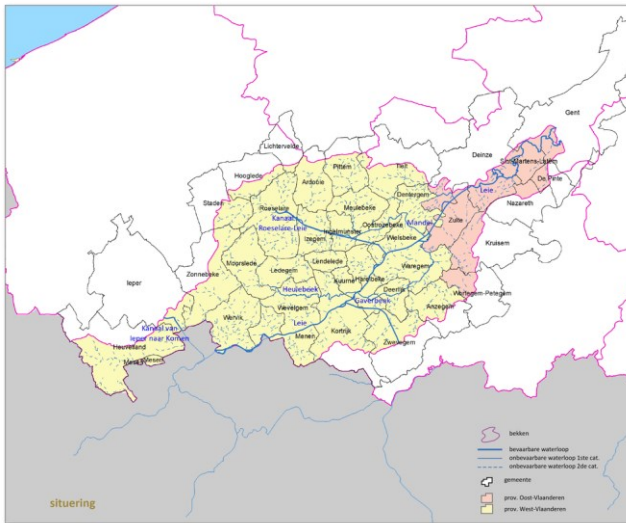 Gent
Lichtervelde
Deinze
Pittem
Tielt
Sint-Martens-Latem
Hooglede
Ardooie
De Pinte
Dentergem
Leie
Staden
Roeselare
Meulebeke
Nazareth
Kanaal
Roeselare-Leie
Oostrozebeke
Mandel
Zulte
Ingelmunster
Izegem
Wielsbeke
Kruisem
Zonnebeke
Moorslede
Ledegem
Lendelede
Waregem
Ieper
Heulebeek
Kuurne
Harelbeke
Deerlijk
Wortegem-Petegem
Gaverbeek
Anzegem
Wervik
Wevelgem
Leie
Kanaal van
Ieper naar Komen
Menen
Kortrijk
Zwevegem
Heuvelland
Mesen
bekken
bevaarbare waterloop
onbevaarbare waterloop 1ste cat.
onbevaarbare waterloop 2de cat.
gemeente
prov. Oost-Vlaanderen
prov. West-Vlaanderen
situering